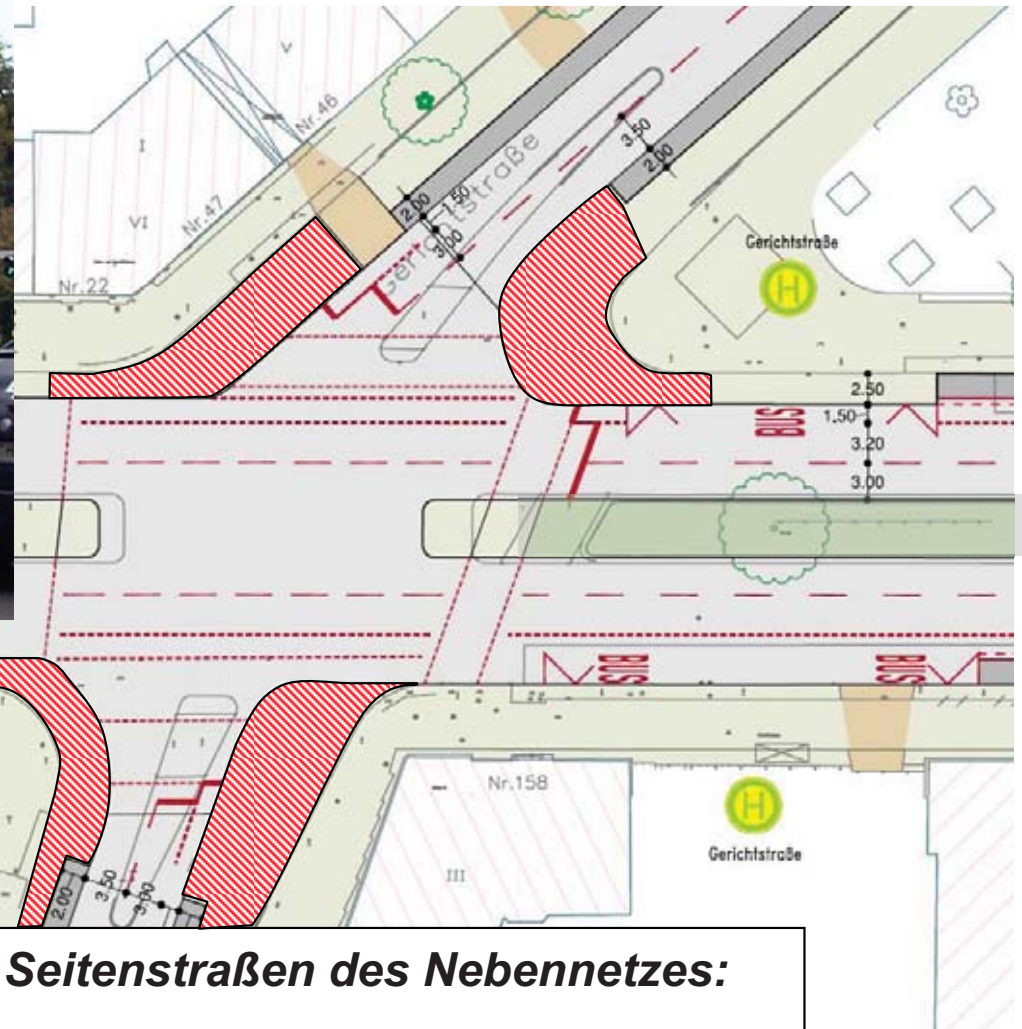 V
Nr.46
I
VI
Nr.47
Nr.22
Gerichtstraße
3.50
2.00
2.00
1.50
3.00
Gerichtstraße
H
2.50
1.50
3.20
3.00
BUS
BUS
BUS
Nr.158
III
H
Gerichtstraße
2.00
3.50
3.00
Seitenstraßen des Nebennetzes: